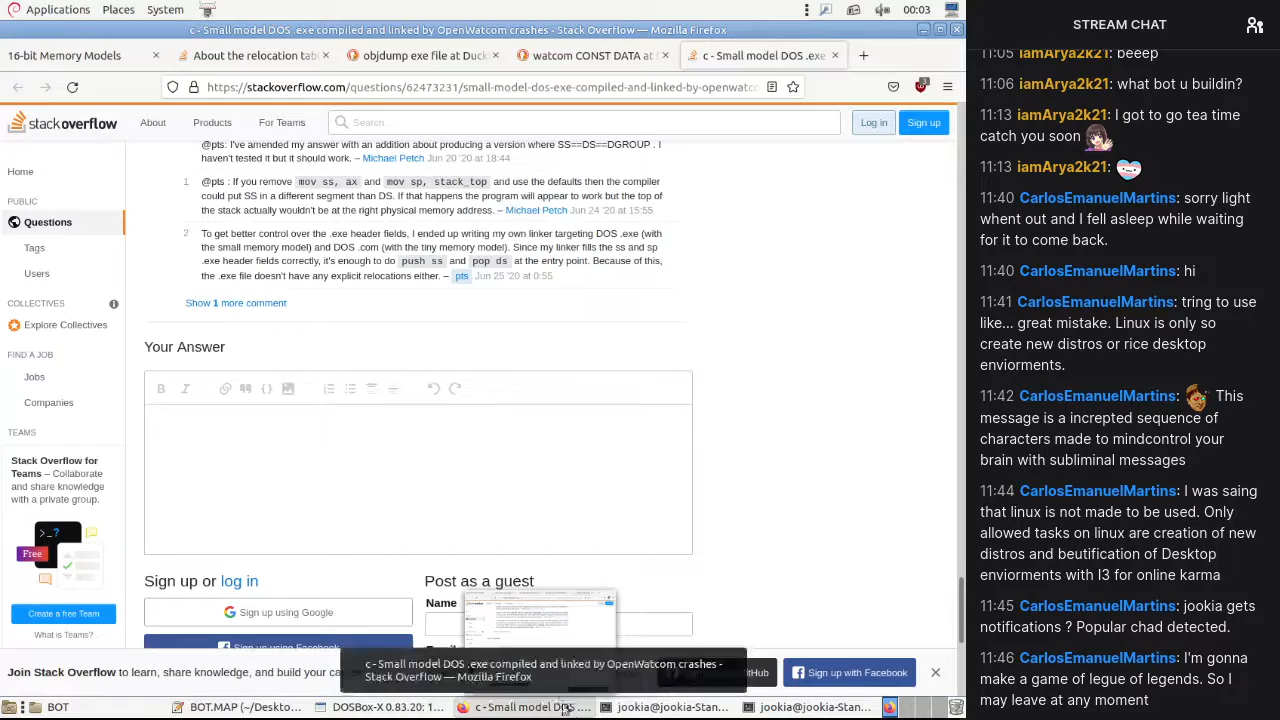 Applications Places System 00:03
c - Small model DOS .exe compiled and linked by OpenWatcom crashes - Stack Overflow — Mozilla Firefox
16-bit Memory Models
About the relocation tab
objdump exe file at Duck
watcom CONST DATA at
c - Small model DOS .exe
https://stackoverflow.com/questions/62473231/small-model-dos-exe-compiled-and-linked-by-openwatc
stackoverflow
About Products For Teams Search... Log in Sign up
@pts: I've amended my answer with an addition about producing a version where SS==DS==DGROUP . I
haven't tested it but it should work. – Michael Petch Jun 20 '20 at 18:44
1 @pts : If you remove mov ss, ax and mov sp, stack_top and use the defaults then the compiler
could put SS in a different segment than DS. If that happens the program will appear to work but the top of
the stack actually wouldn't be at the right physical memory address. – Michael Petch Jun 24 '20 at 15:55
2 To get better control over the .exe header fields, I ended up writing my own linker targeting DOS .exe (with
the small memory model) and DOS .com (with the tiny memory model). Since my linker fills the ss and sp
.exe header fields correctly, it's enough to do push ss and pop ds at the entry point. Because of this,
the .exe file doesn't have any explicit relocations either. – pts Jun 25 '20 at 0:55
Show 1 more comment
Your Answer
Sign up or log in
Post as a guest
Sign up using Google
Name
Home
PUBLIC
Questions
Tags
Users
COLLECTIVES
Explore Collectives
FIND A JOB
Jobs
Companies
TEAMS
Stack Overflow for
Teams – Collaborate
and share knowledge
with a private group.
Free
Create a free Team
What is Teams?
Join Stack Overflow to learn, share knowledge, and build your
Sign up with Facebook
c - Small model DOS .exe compiled and linked by OpenWatcom crashes -
Stack Overflow — Mozilla Firefox
BOT
BOT.MAP (~/Deskto...
DOSBox-X 0.83.20: 1...
c - Small model DOS ...
jookia@jookia-Stan...
jookia@jookia-Stan...
STREAM CHAT
11:05 iamArya2k21: beeep
11:06 iamArya2k21: what bot u buildin?
11:13 iamArya2k21: I got to go tea time
catch you soon
11:13 iamArya2k21:
11:40 CarlosEmanuelMartins: sorry light
whent out and I fell asleep while waiting
for it to come back.
11:40 CarlosEmanuelMartins: hi
11:41 CarlosEmanuelMartins: tring to use
like... great mistake. Linux is only so
create new distros or rice desktop
enviorments.
11:42 CarlosEmanuelMartins: This
message is a increpted sequence of
characters made to mindcontrol your
brain with subliminal messages
11:44 CarlosEmanuelMartins: I was saing
that linux is not made to be used. Only
allowed tasks on linux are creation of new
distros and beutification of Desktop
enviorments with I3 for online karma
11:45 CarlosEmanuelMartins: jookia gets
notifications ? Popular chad detected.
11:46 CarlosEmanuelMartins: I'm gonna
make a game of legue of legends. So I
may leave at any moment